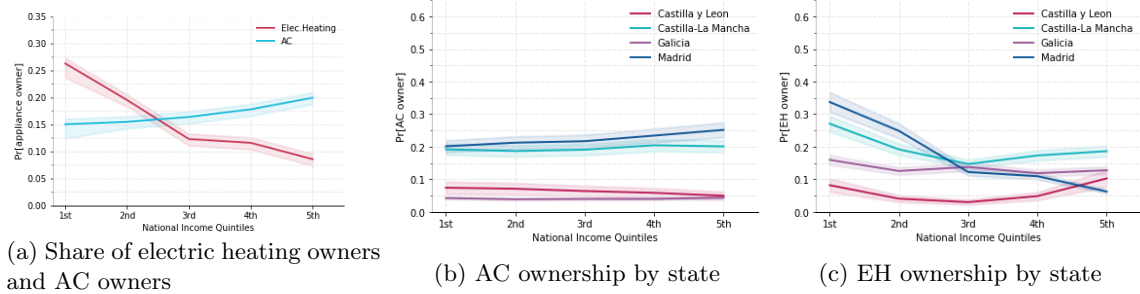 0.35
0.30
0.25
0.20
0.15
0.10
0.05
0.00
Pr[appliance owner]
Elec.Heating
AC
1st 2nd 3rd 4th 5th
National Income Quintiles
(a) Share of electric heating owners
and AC owners
0.6
0.5
0.4
0.3
0.2
0.1
0.0
Pr[AC owner]
Castilla y Leon
Castilla-La Mancha
Galicia
Madrid
1st 2nd 3rd 4th 5th
National Income Quintiles
(b) AC ownership by state
0.6
0.5
0.4
0.3
0.2
0.1
0.0
Pr[EH owner]
Castilla y Leon
Castilla-La Mancha
Galicia
Madrid
1st 2nd 3rd 4th 5th
National Income Quintiles
(c) EH ownership by state